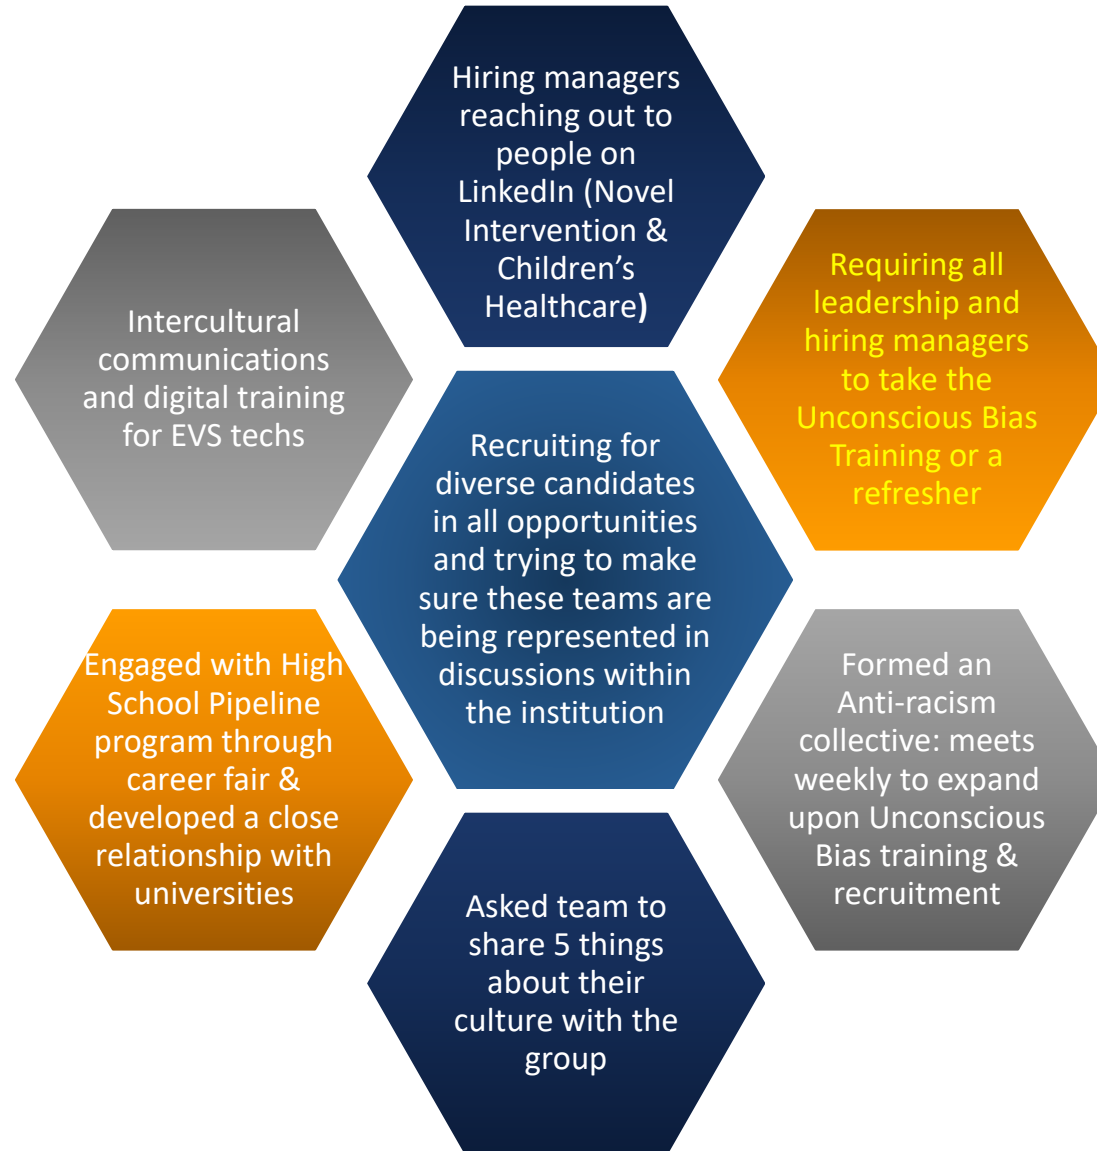 Hiring managers
reaching out to
people on
LinkedIn (Novel
Intervention &
Children’s
Healthcare)
Intercultural
communications
and digital training
for EVS techs
Requiring all
leadership and
hiring managers
to take the
Unconscious Bias
Training or a
refresher
Recruiting for
diverse candidates
in all opportunities
and trying to make
sure these teams are
being represented in
discussions within
the institution
Engaged with High
School Pipeline
program through
career fair &
developed a close
relationship with
universities
Formed an
Anti-racism
collective: meets
weekly to expand
upon Unconscious
Bias training &
recruitment
Asked team to
share 5 things
about their
culture with the
group